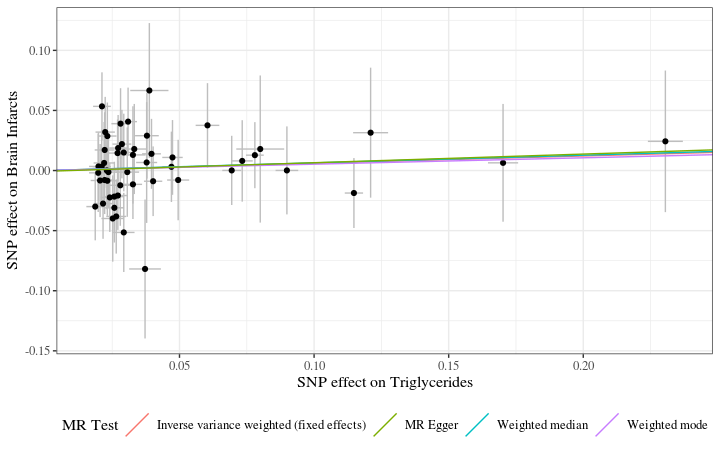 0.10
0.05
0.00
-0.05
-0.10
-0.15
SNP effect on Brain Infarcts
0.05 0.10 0.15 0.20
SNP effect on Triglycerides
MR Test Inverse variance weighted (fixed effects) MR Egger Weighted median Weighted mode